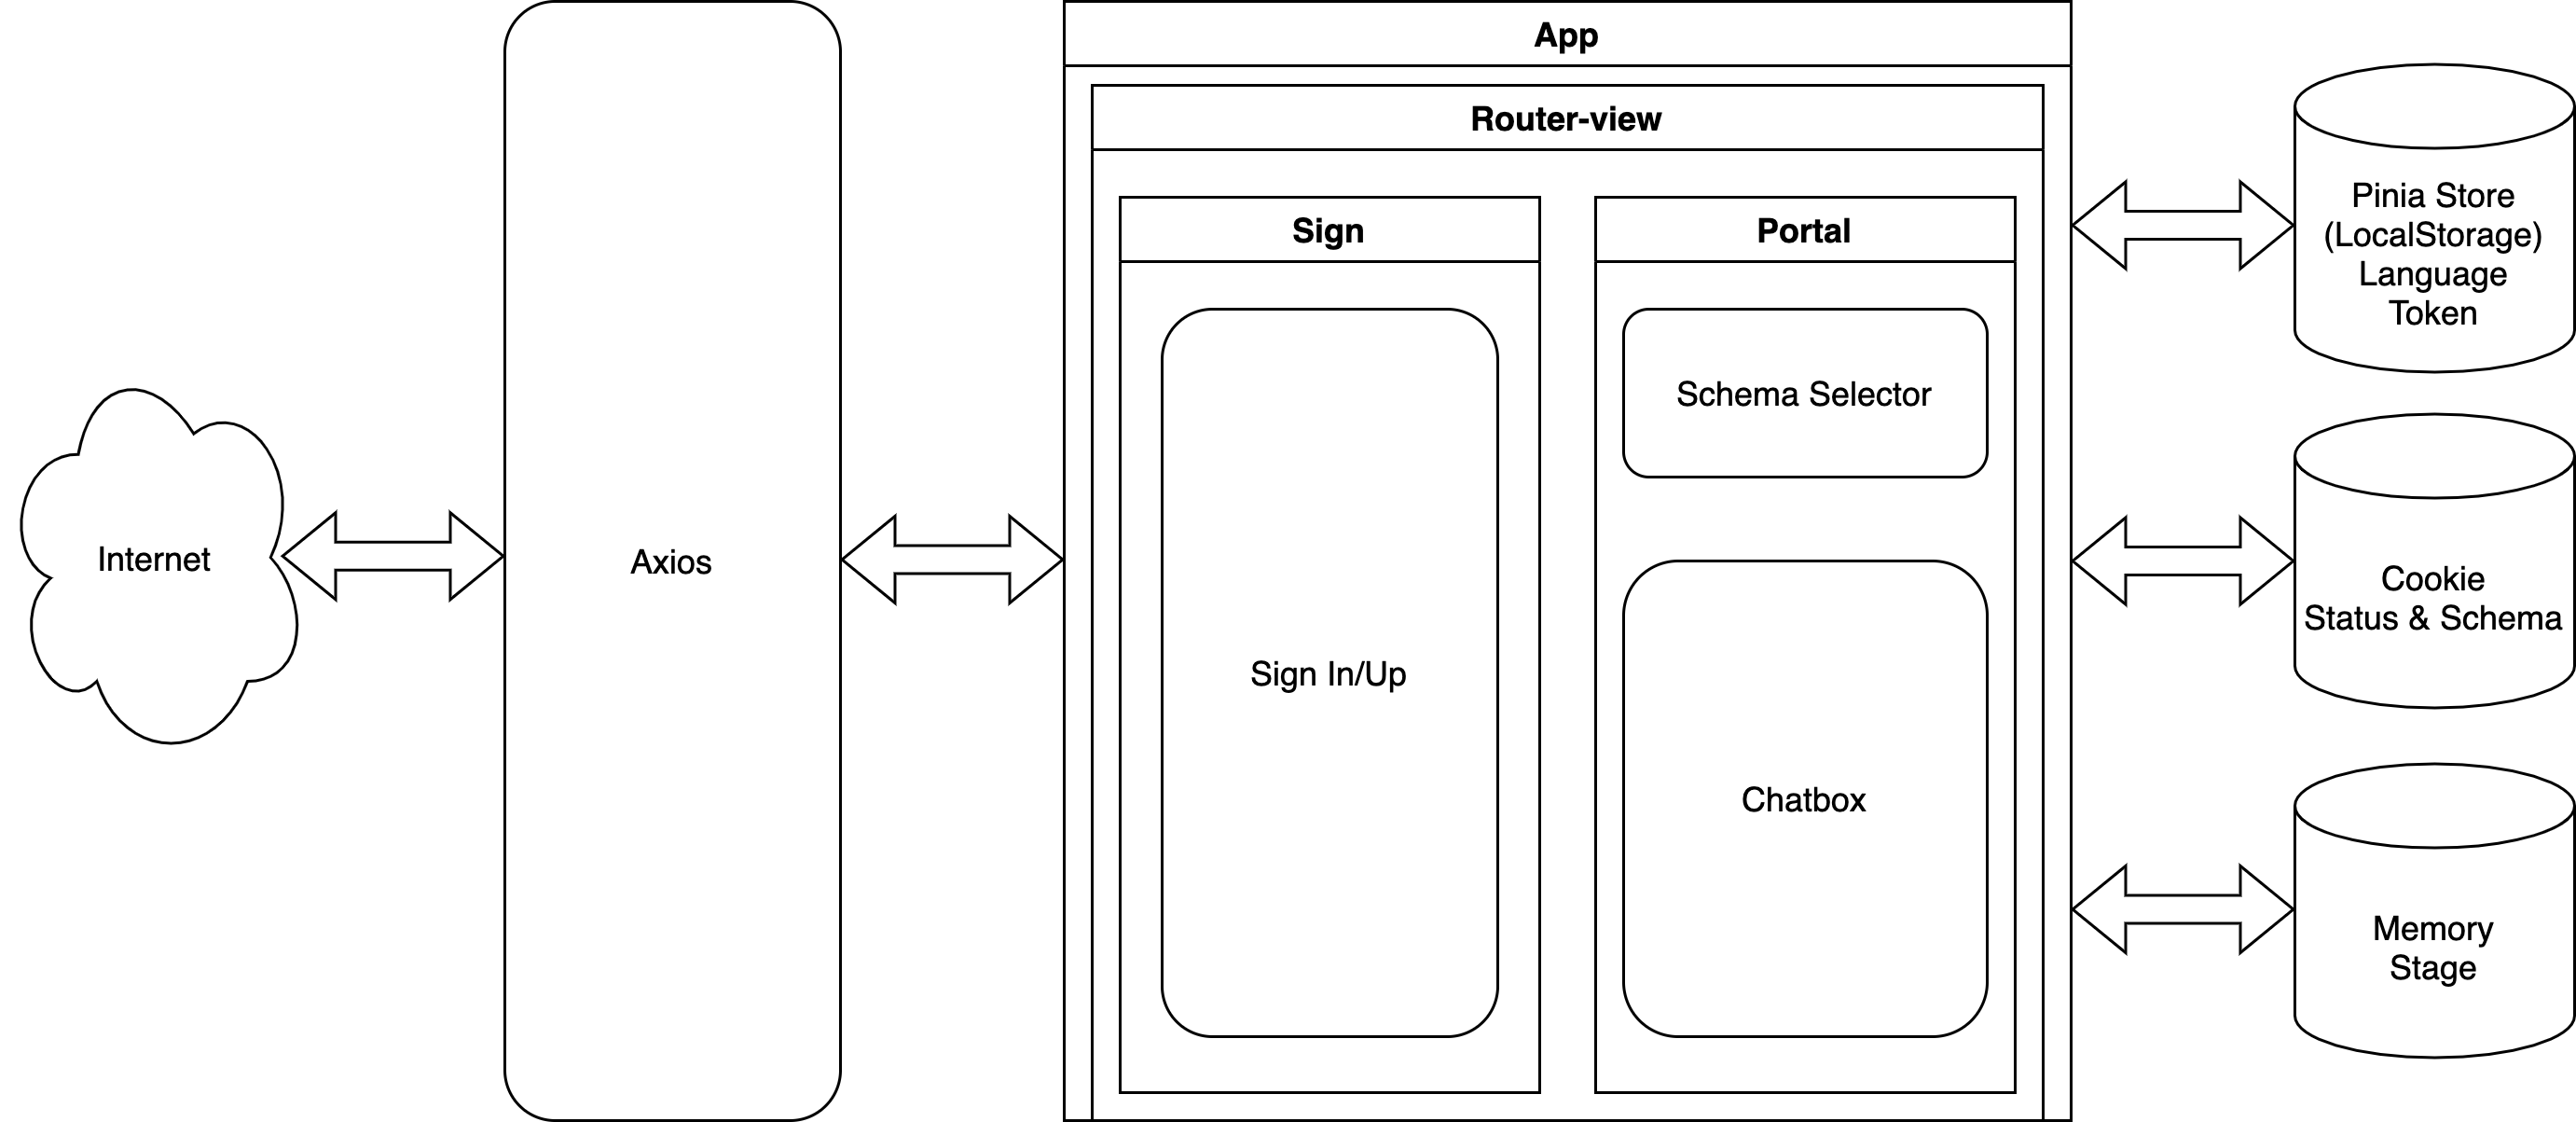 Internet
Axios
App
Router-view
Sign
Sign In/Up
Portal
Schema Selector
Chatbox
Pinia Store
(LocalStorage)
Language
Token
Cookie
Status & Schema
Memory
Stage